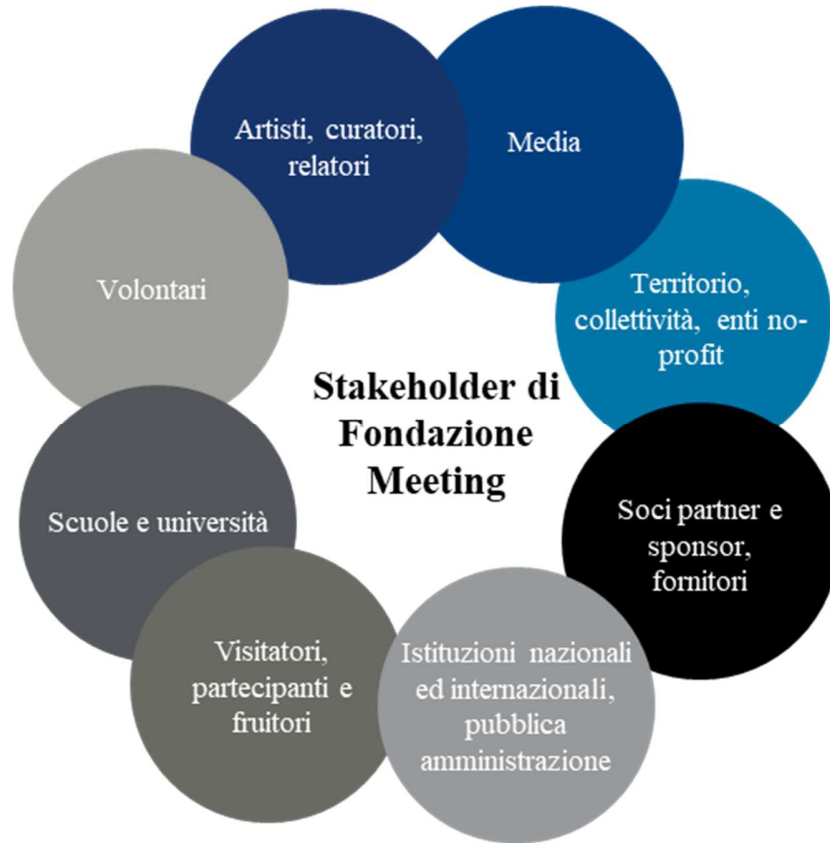 Artisti, curatori,
relatori
Media
Territorio,
collettività, enti no-
profit
Soci partner e
sponsor,
fornitori
Istituzioni nazionali
ed internazionali,
pubblica
amministrazione
Visitatori,
partecipanti e
fruitori
Scuole e università
Volontari
Stakeholder di
Fondazione
Meeting